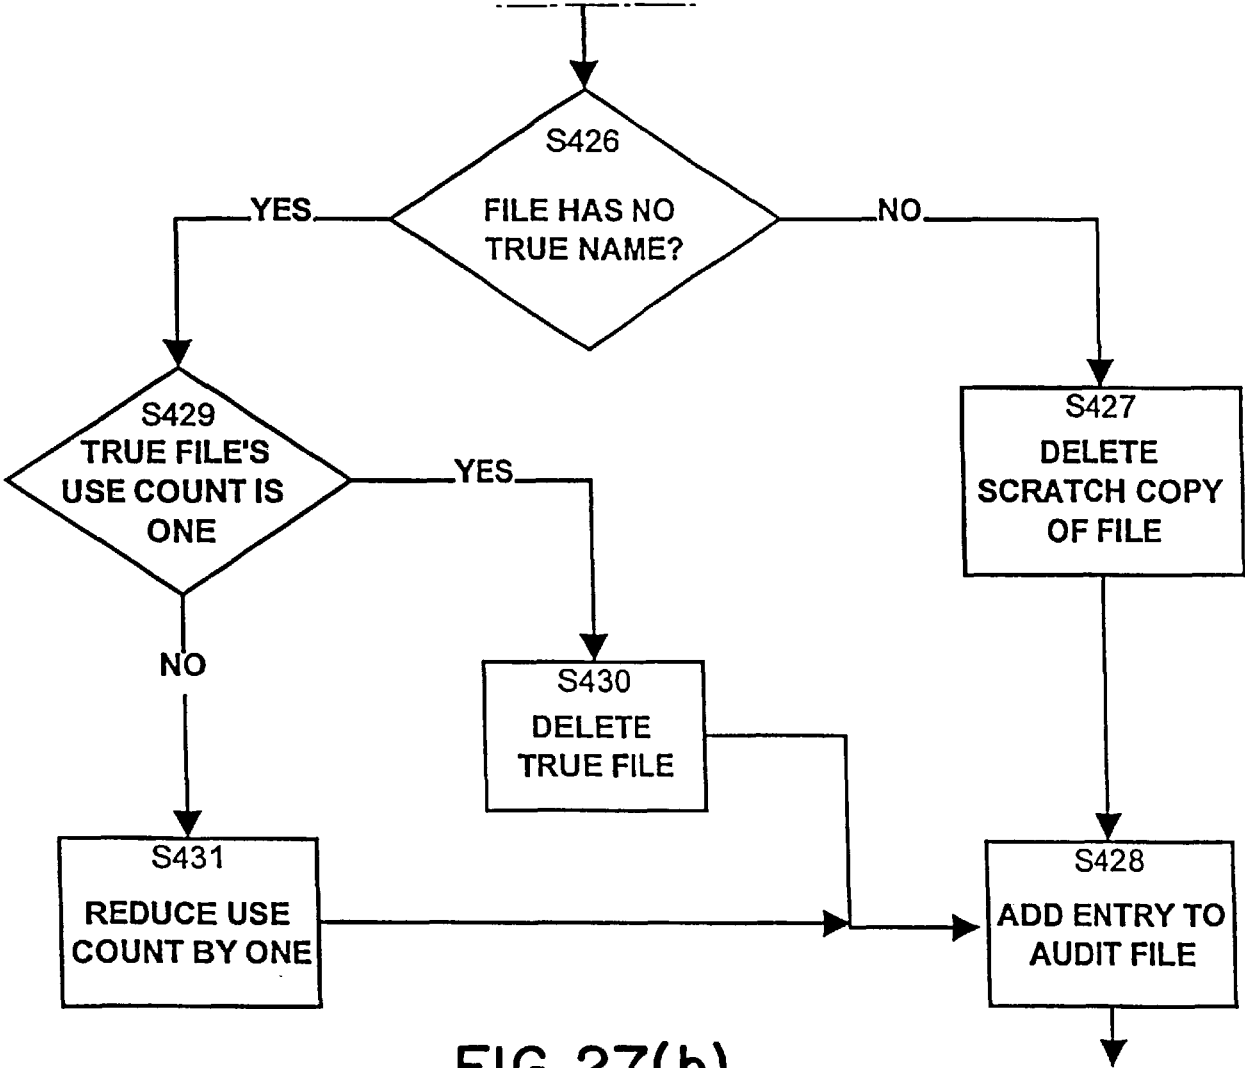 S426
FILE HAS NO
TRUE NAME?
YES
NO
S429
TRUE FILE'S
USE COUNT IS
ONE
YES
NO
S427
DELETE
SCRATCH COPY
OF FILE
S430
DELETE
TRUE FILE
S431
REDUCE USE
COUNT BY ONE
S428
ADD ENTRY TO
AUDIT FILE
FIG. 27(b)